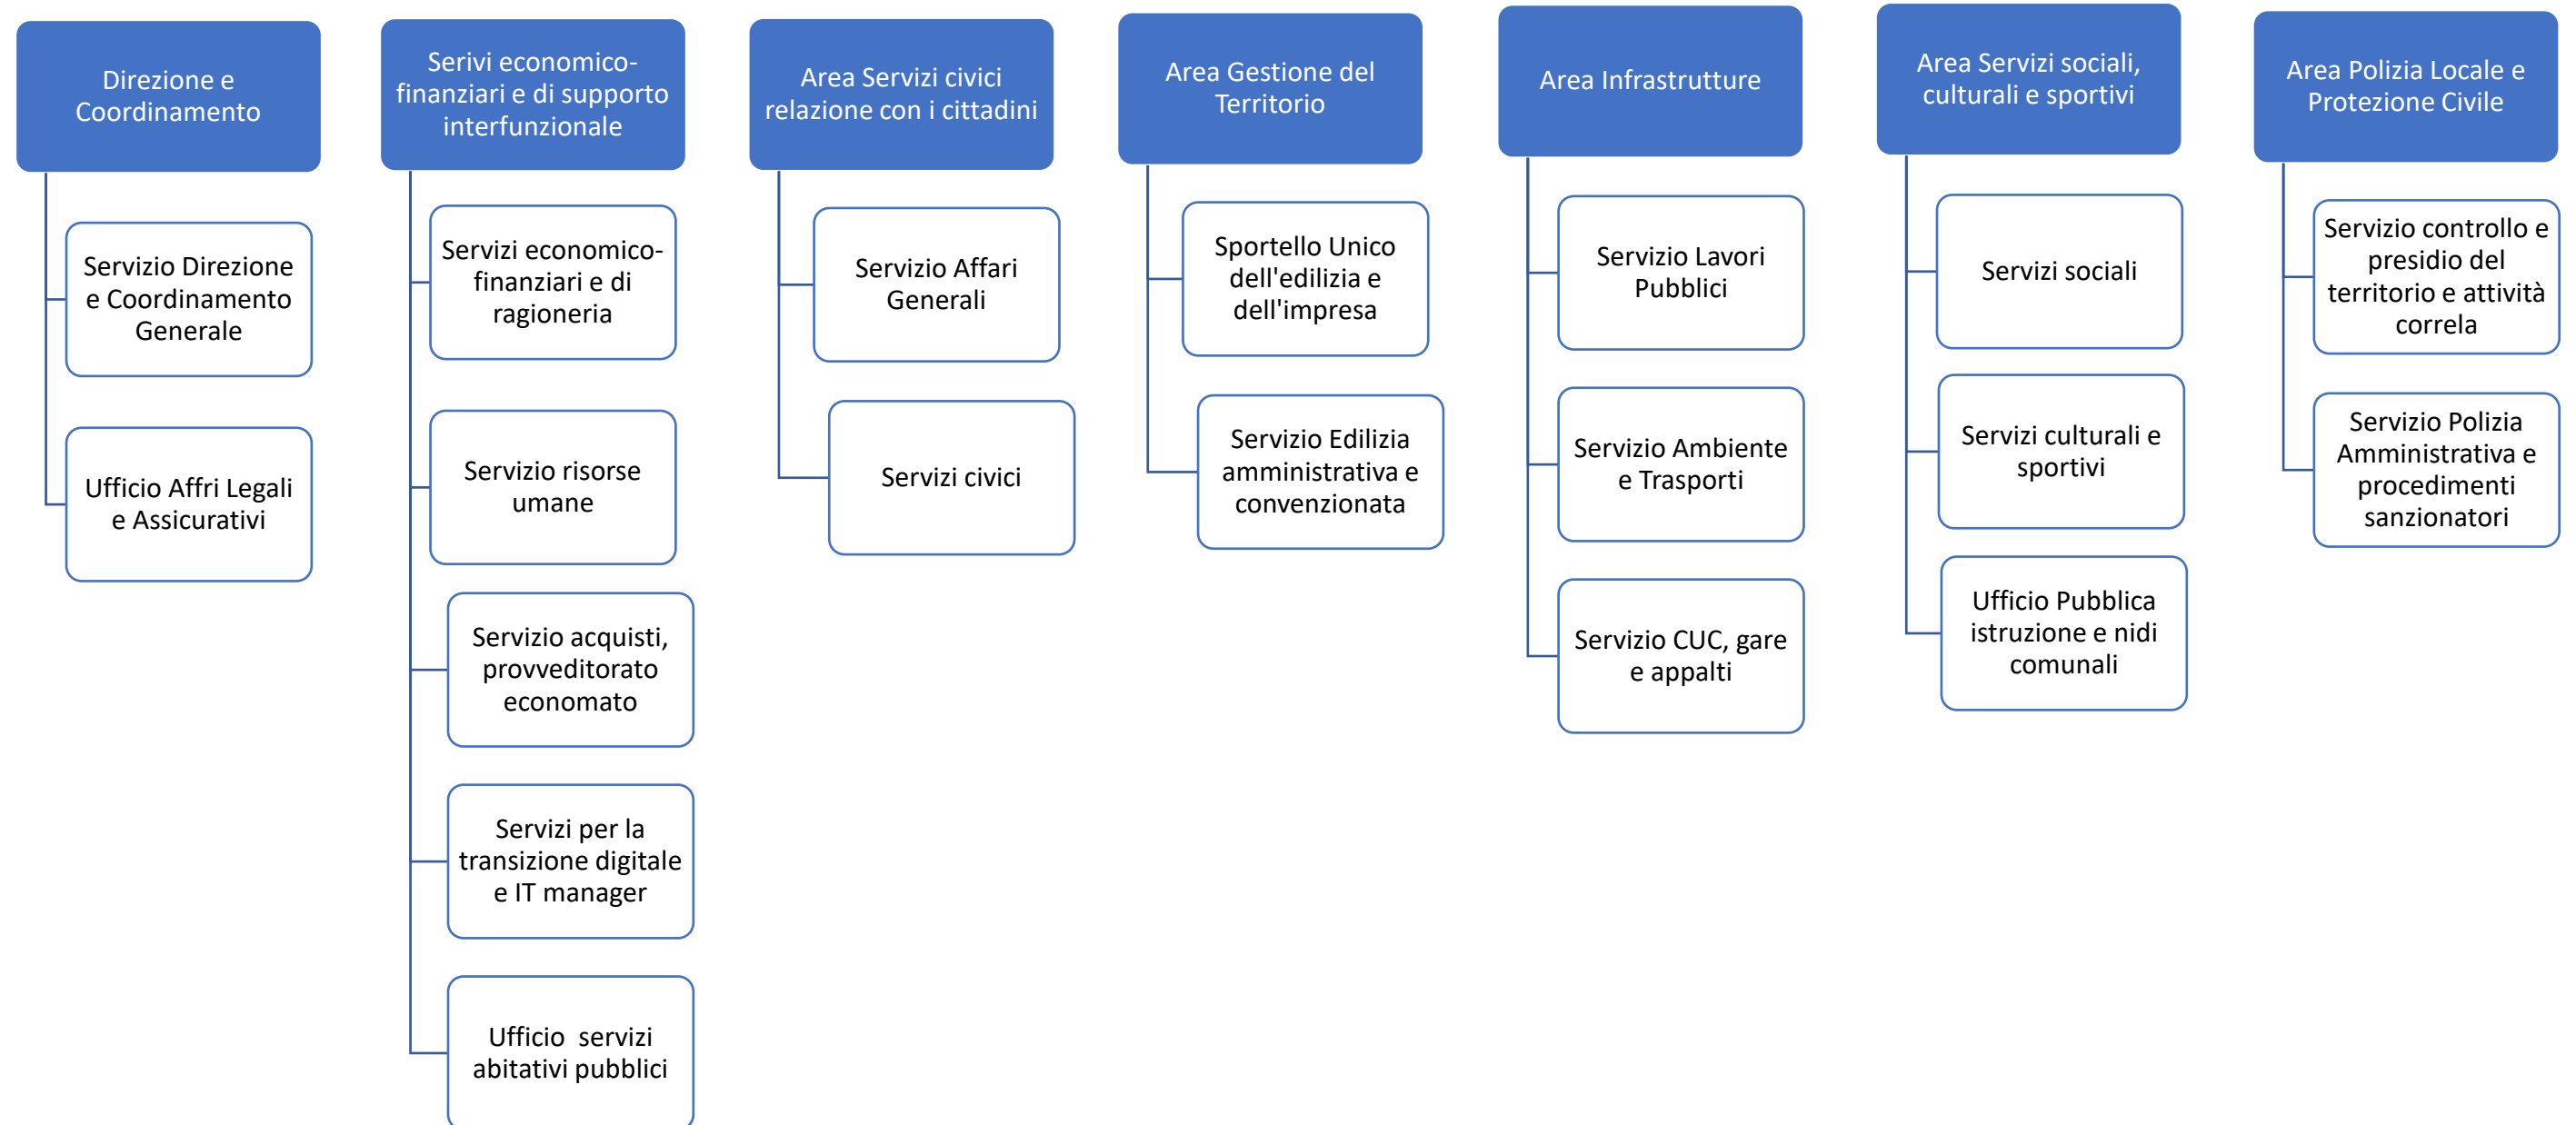 Direzione e
Coordinamento
Servizio Direzione
e Coordinamento
Generale
Ufficio Affri Legali
e Assicurativi
Serivi economico-
finanziari e di supporto
interfunzionale
Servizi economico-
finanziari e di
ragioneria
Servizio risorse
umane
Servizio acquisti,
provveditorato
economato
Servizi per la
transizione digitale
e IT manager
Ufficio  servizi
abitativi pubblici
Area Servizi civici
relazione con i cittadini
Servizio Affari
Generali
Servizi civici
Area Gestione del
Territorio
Sportello Unico
dell'edilizia e
dell'impresa
Servizio Edilizia
amministrativa e
convenzionata
Area Infrastrutture
Servizio Lavori
Pubblici
Servizio Ambiente
e Trasporti
Servizio CUC, gare
e appalti
Area Servizi sociali,
culturali e sportivi
Servizi sociali
Servizi culturali e
sportivi
Ufficio Pubblica
istruzione e nidi
comunali
Area Polizia Locale e
Protezione Civile
Servizio controllo e
presidio del
territorio e attività
correla
Servizio Polizia
Amministrativa e
procedimenti
sanzionatori